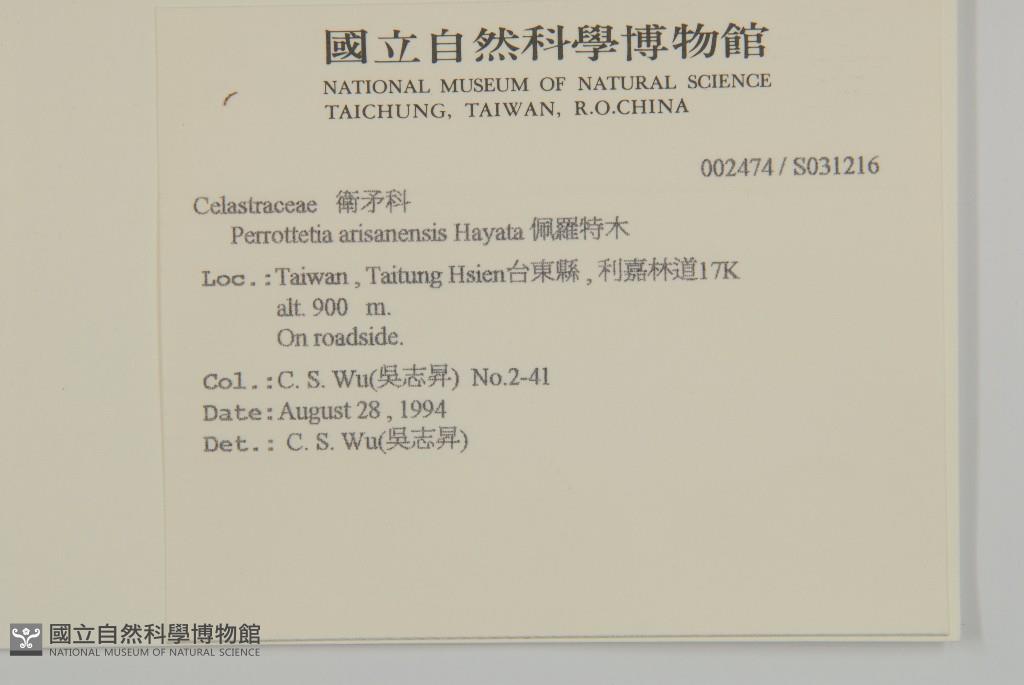 國立自然科學博物館
NATIONAL MUSEUM OF NATURAL SCIENCE
TAICHUNG, TAIWAN, R.O.CHINA
002474 / S031216
Celastraceae 衛矛科
Perrottetia arisanensis Hayata 佩羅特木
Loc.:Taiwan , Taitung Hsien台東縣 , 利嘉林道17K
alt. 900 m.
On roadside.
Col.:C. S. Wu(吳志昇) No.2-41
Date:August 28 , 1994
Det.: C. S. Wu(吳志昇)
國立自然科學博物館
NATIONAL MUSEUM OF NATURAL SCIENCE